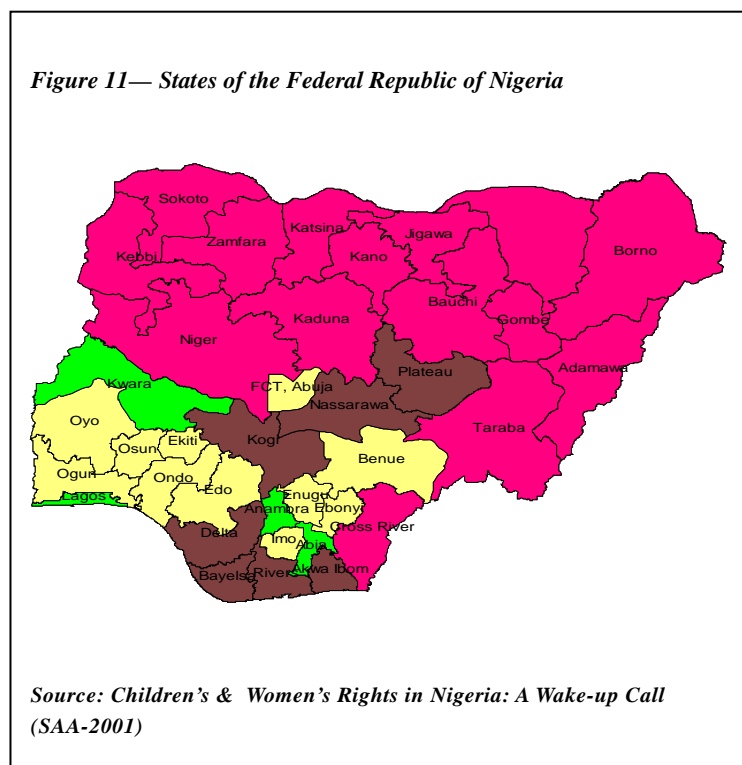 Figure 11— States of the Federal Republic of Nigeria
Sokoto
Katsina
Jigawa
Zamfara
Borno
Kebbi
Kano
Bauchi
Kaduna
Gombe
Niger
Adamawa
Plateau
Kwara
FCT, Abuja
Nassarawa
Oyo
Taraba
Kogi
Ekiti
Osun
Benue
Ogun
Ondo
Edo
Lagos
Enugu
Anambra
Ebonyi
Cross River
Delta
Imo
Abia
Bayelsa
Rivers
Akwa Ibom
Source: Children's & Women's Rights in Nigeria: A Wake-up Call
(SAA-2001)